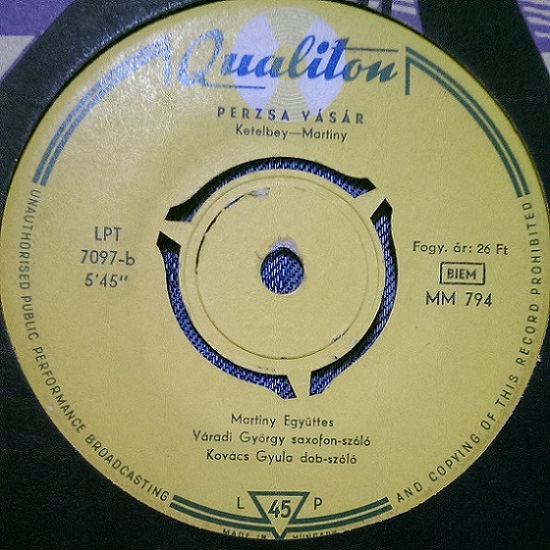 Qualiton
PERZSA VÁSÁR
Ketelbey—Martiny
LPT
7097-b
5'45"
Fogy. ár: 26 Ft
BIEM
MM 794
Martiny Együttes
Váradi György saxofon-szóló
Kovács Gyula dob-szóló
L 45 P
MADE IN HUNGARY
UNAUTHORISED PUBLIC PERFORMANCE BROADCASTING
AND COPYING OF THIS RECORD PROHIBITED